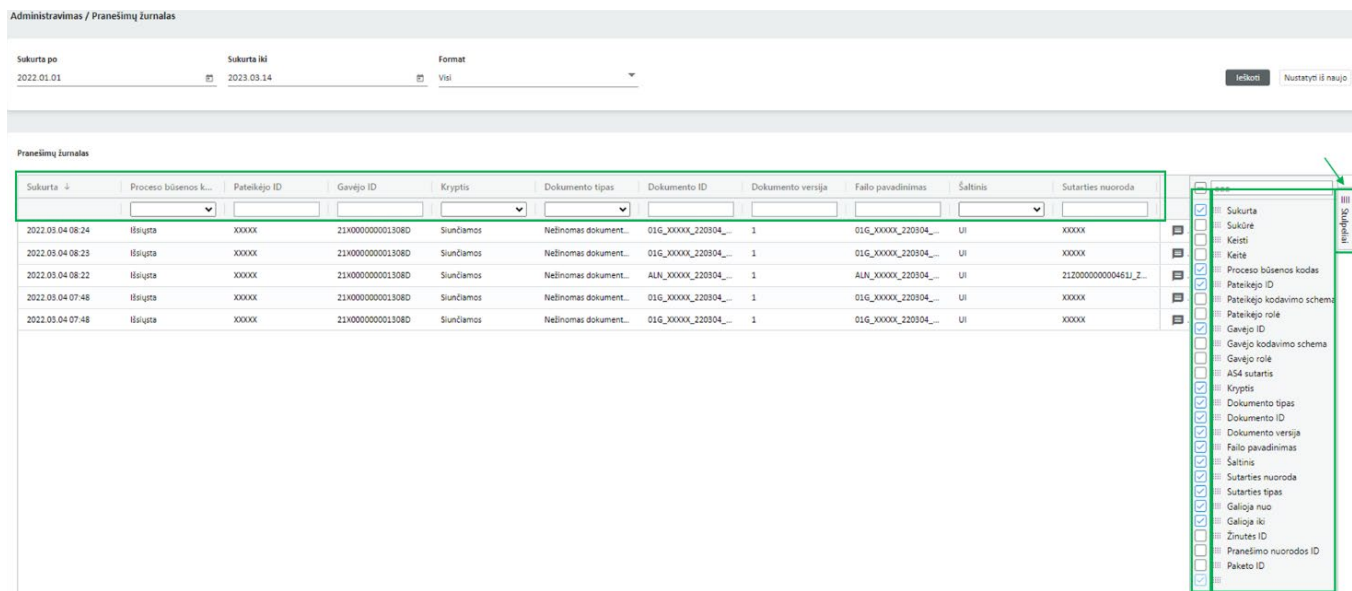 Administravimas / Pranešimų žurnalas
Sukurta po Sukurta iki Format
2022.01.01 2023.03.14 Visi
Ieškoti Nustatyti iš naujo
Pranešimų žurnalas
Sukurta ↓ Proceso būsenos k... Pateikėjo ID Gavėjo ID Kryptis Dokumento tipas Dokumento ID Dokumento versija Failo pavadinimas Šaltinis Sutarties nuoroda
2022.03.04 08:24 Išsiųsta XXXXX 21X000000001308D Siunčiamos Nežinomas dokument... 01G_XXXXX_220304_... 1 01G_XXXXX_220304_... UI XXXXX
2022.03.04 08:23 Išsiųsta XXXXX 21X000000001308D Siunčiamos Nežinomas dokument... 01G_XXXXX_220304_... 1 01G_XXXXX_220304_... UI XXXXX
2022.03.04 08:22 Išsiųsta XXXXX 21X000000001308D Siunčiamos Nežinomas dokument... ALN_XXXXX_220304_... 1 ALN_XXXXX_220304_... UI 21Z000000000461J_Z...
2022.03.04 07:48 Išsiųsta XXXXX 21X000000001308D Siunčiamos Nežinomas dokument... 01G_XXXXX_220304_... 1 01G_XXXXX_220304_... UI XXXXX
2022.03.04 07:48 Išsiųsta XXXXX 21X000000001308D Siunčiamos Nežinomas dokument... 01G_XXXXX_220304_... 1 01G_XXXXX_220304_... UI XXXXX
Stulpeliai
Sukurta
Sukūrė
Keisti
Keitė
Proceso būsenos kodas
Pateikėjo ID
Pateikėjo kodavimo schema
Pateikėjo rolė
Gavėjo ID
Gavėjo kodavimo schema
Gavėjo rolė
AS4 sutartis
Kryptis
Dokumento tipas
Dokumento ID
Dokumento versija
Failo pavadinimas
Šaltinis
Sutarties nuoroda
Sutarties tipas
Galioja nuo
Galioja iki
Žinutės ID
Pranešimo nuorodos ID
Paketo ID